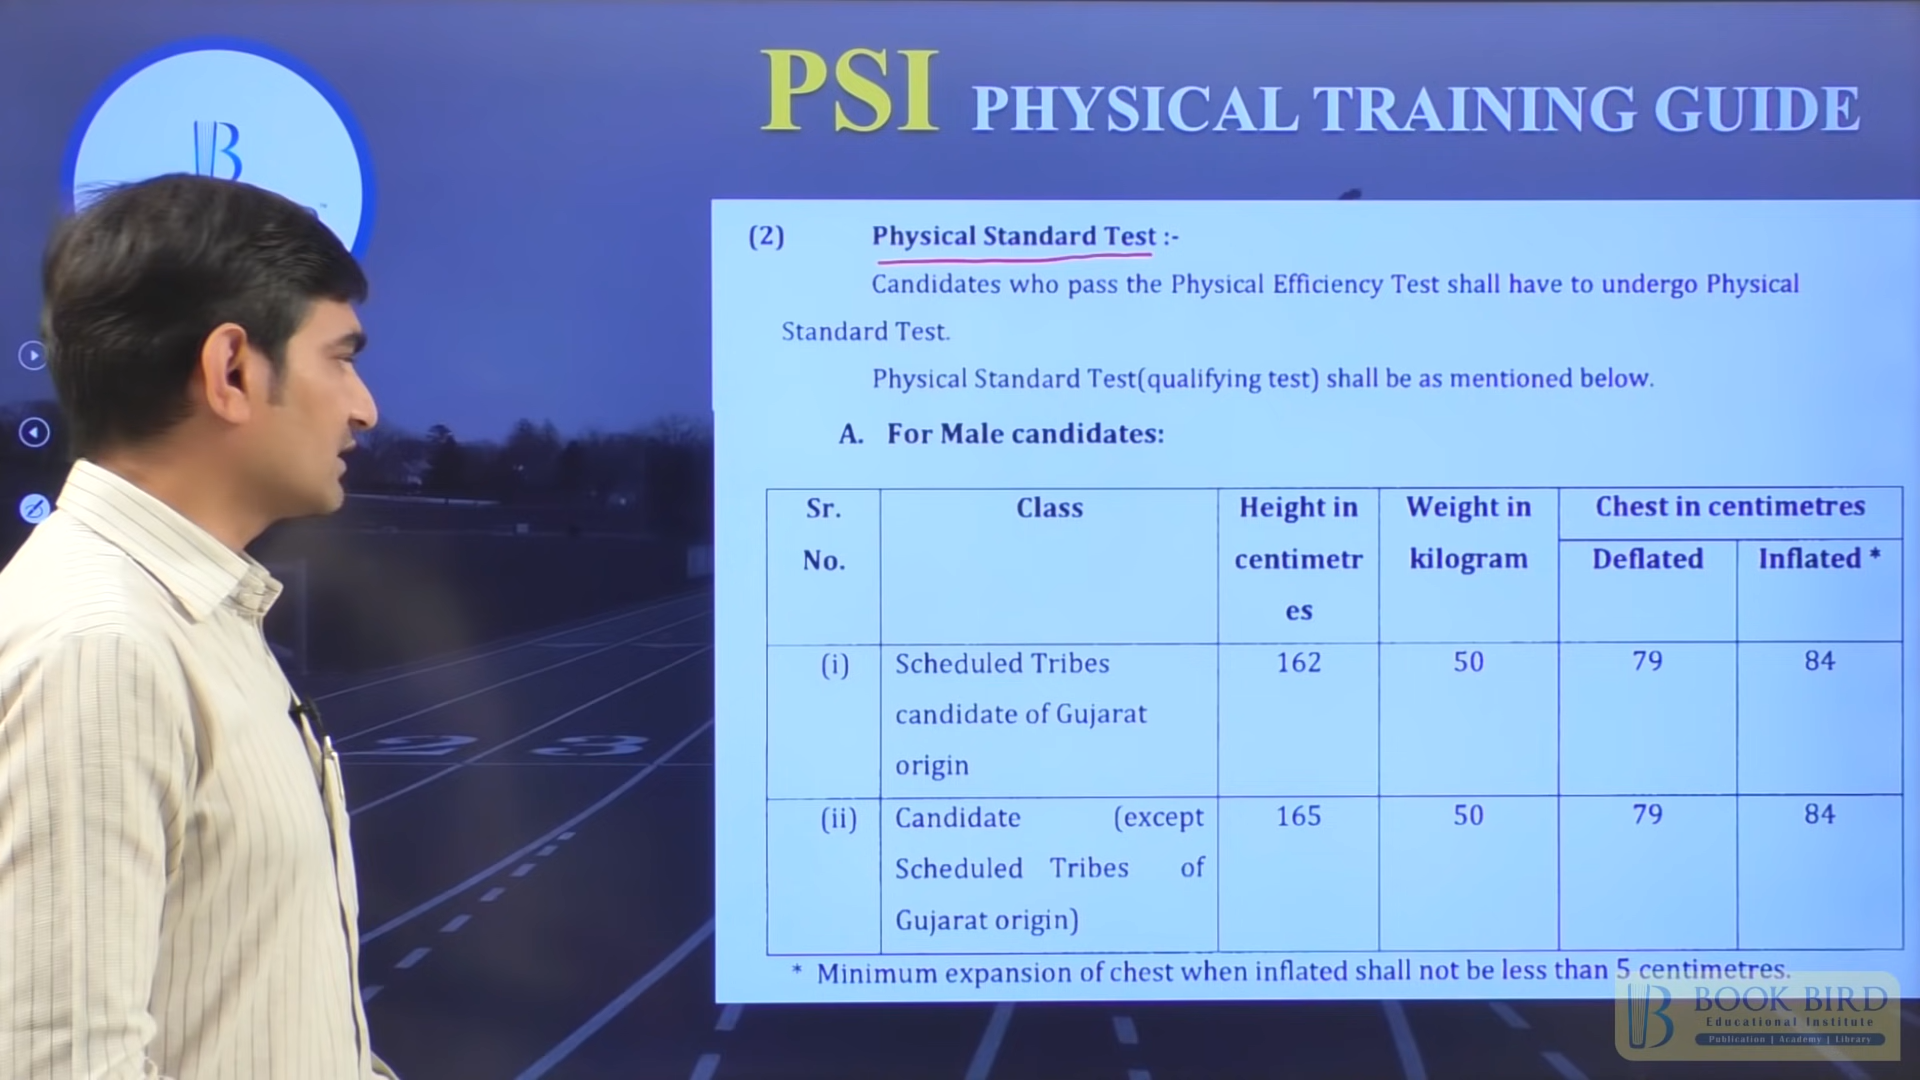 B
PSI PHYSICAL TRAINING GUIDE
(2) Physical Standard Test :-
Candidates who pass the Physical Efficiency Test shall have to undergo Physical
Standard Test.
Physical Standard Test(qualifying test) shall be as mentioned below.
A. For Male candidates:
Sr. Class Height in Weight in Chest in centimetres
No. centimetr kilogram Deflated Inflated *
es
(i) Scheduled Tribes 162 50 79 84
candidate of Gujarat
origin
(ii) Candidate (except 165 50 79 84
Scheduled Tribes of
Gujarat origin)
* Minimum expansion of chest when inflated shall not be less than 5 centimetres.
2 3
B BOOK BIRD
Educational Institute
Publication | Academy | Library